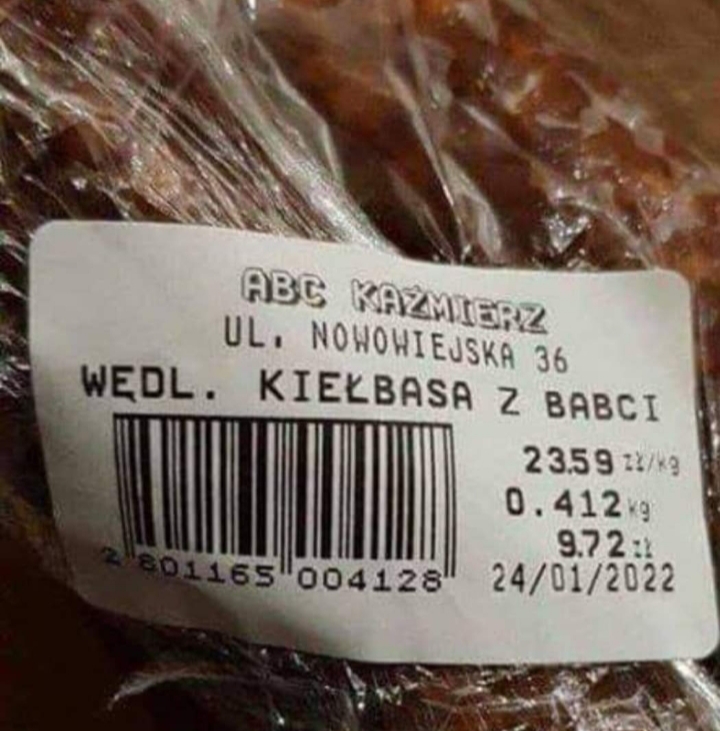 ABC KAŹMIERZ
UL. NOWOWIEJSKA 36
WĘDL. KIEŁBASA Z BABCI
23.59 zł/kg
0.412 kg
9.72 zł
2 801165 004128
24/01/2022